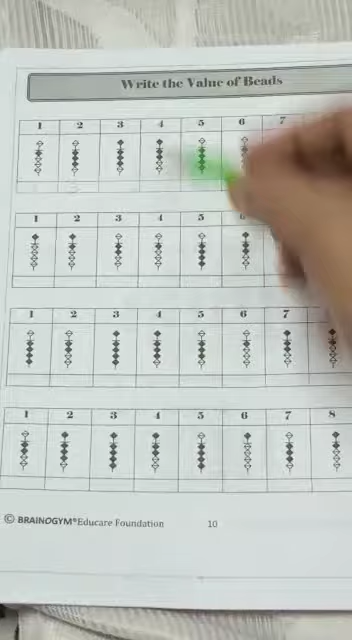 Write the Value of Beads
1 2 3 4 5 6 7
1 2 3 4 5 6
1 2 3 4 5 6 7
1 2 3 4 5 6 7 8
© BRAINOGYM® Educare Foundation 10